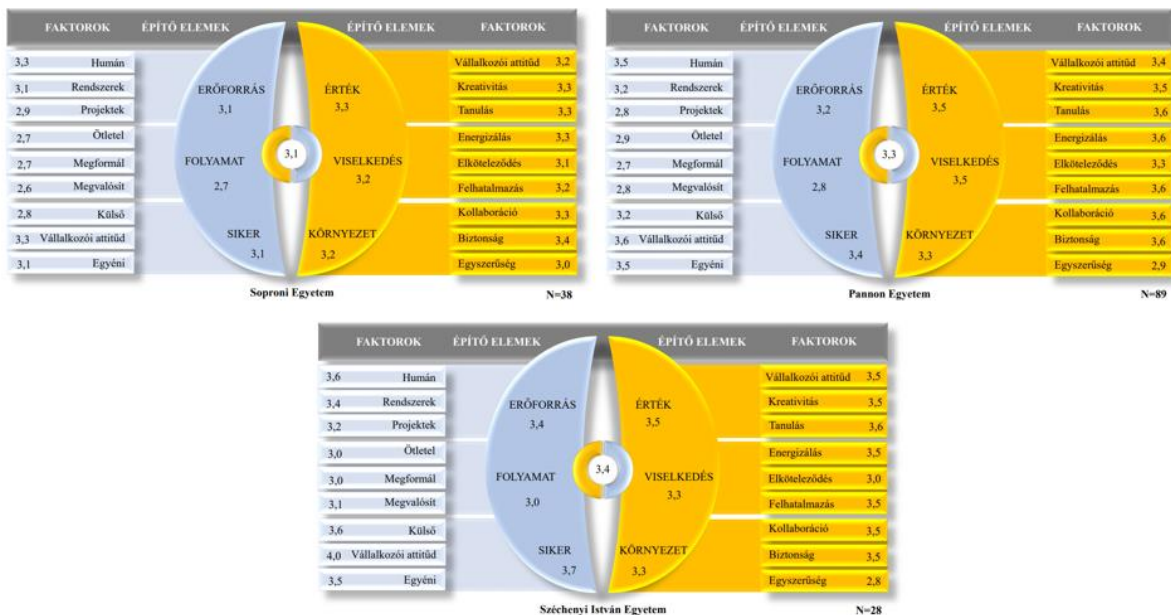 FAKTOROK ÉPÍTŐ ELEMEK ÉPÍTŐ ELEMEK FAKTOROK
3,3 Humán
3,1 Rendszerek
2,9 Projektek
2,7 Ötletel
2,7 Megformál
2,6 Megvalósít
2,8 Külső
3,3 Vállalkozói attitűd
3,1 Egyéni
ERŐFORRÁS
3,1
FOLYAMAT
2,7
SIKER
3,1
3,1
ÉRTÉK
3,3
VISELKEDÉS
3,2
KÖRNYEZET
3,2
Vállalkozói attitűd 3,2
Kreativitás 3,3
Tanulás 3,3
Energizálás 3,3
Elköteleződés 3,1
Felhatalmazás 3,2
Kollaboráció 3,3
Biztonság 3,4
Egyszerűség 3,0
Soproni Egyetem N=38
FAKTOROK ÉPÍTŐ ELEMEK ÉPÍTŐ ELEMEK FAKTOROK
3,5 Humán
3,2 Rendszerek
2,8 Projektek
2,9 Ötletel
2,7 Megformál
2,8 Megvalósít
3,2 Külső
3,6 Vállalkozói attitűd
3,5 Egyéni
ERŐFORRÁS
3,2
FOLYAMAT
2,8
SIKER
3,4
3,3
ÉRTÉK
3,5
VISELKEDÉS
3,5
KÖRNYEZET
3,3
Vállalkozói attitűd 3,4
Kreativitás 3,5
Tanulás 3,6
Energizálás 3,6
Elköteleződés 3,3
Felhatalmazás 3,6
Kollaboráció 3,6
Biztonság 3,6
Egyszerűség 2,9
Pannon Egyetem N=89
FAKTOROK ÉPÍTŐ ELEMEK ÉPÍTŐ ELEMEK FAKTOROK
3,6 Humán
3,4 Rendszerek
3,2 Projektek
3,0 Ötletel
3,0 Megformál
3,1 Megvalósít
3,6 Külső
4,0 Vállalkozói attitűd
3,5 Egyéni
ERŐFORRÁS
3,4
FOLYAMAT
3,0
SIKER
3,7
3,4
ÉRTÉK
3,5
VISELKEDÉS
3,3
KÖRNYEZET
3,3
Vállalkozói attitűd 3,5
Kreativitás 3,5
Tanulás 3,6
Energizálás 3,5
Elköteleződés 3,0
Felhatalmazás 3,5
Kollaboráció 3,5
Biztonság 3,5
Egyszerűség 2,8
Széchenyi István Egyetem N=28